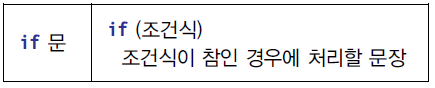 if 문
if (조건식)
조건식이 참인 경우에 처리할 문장